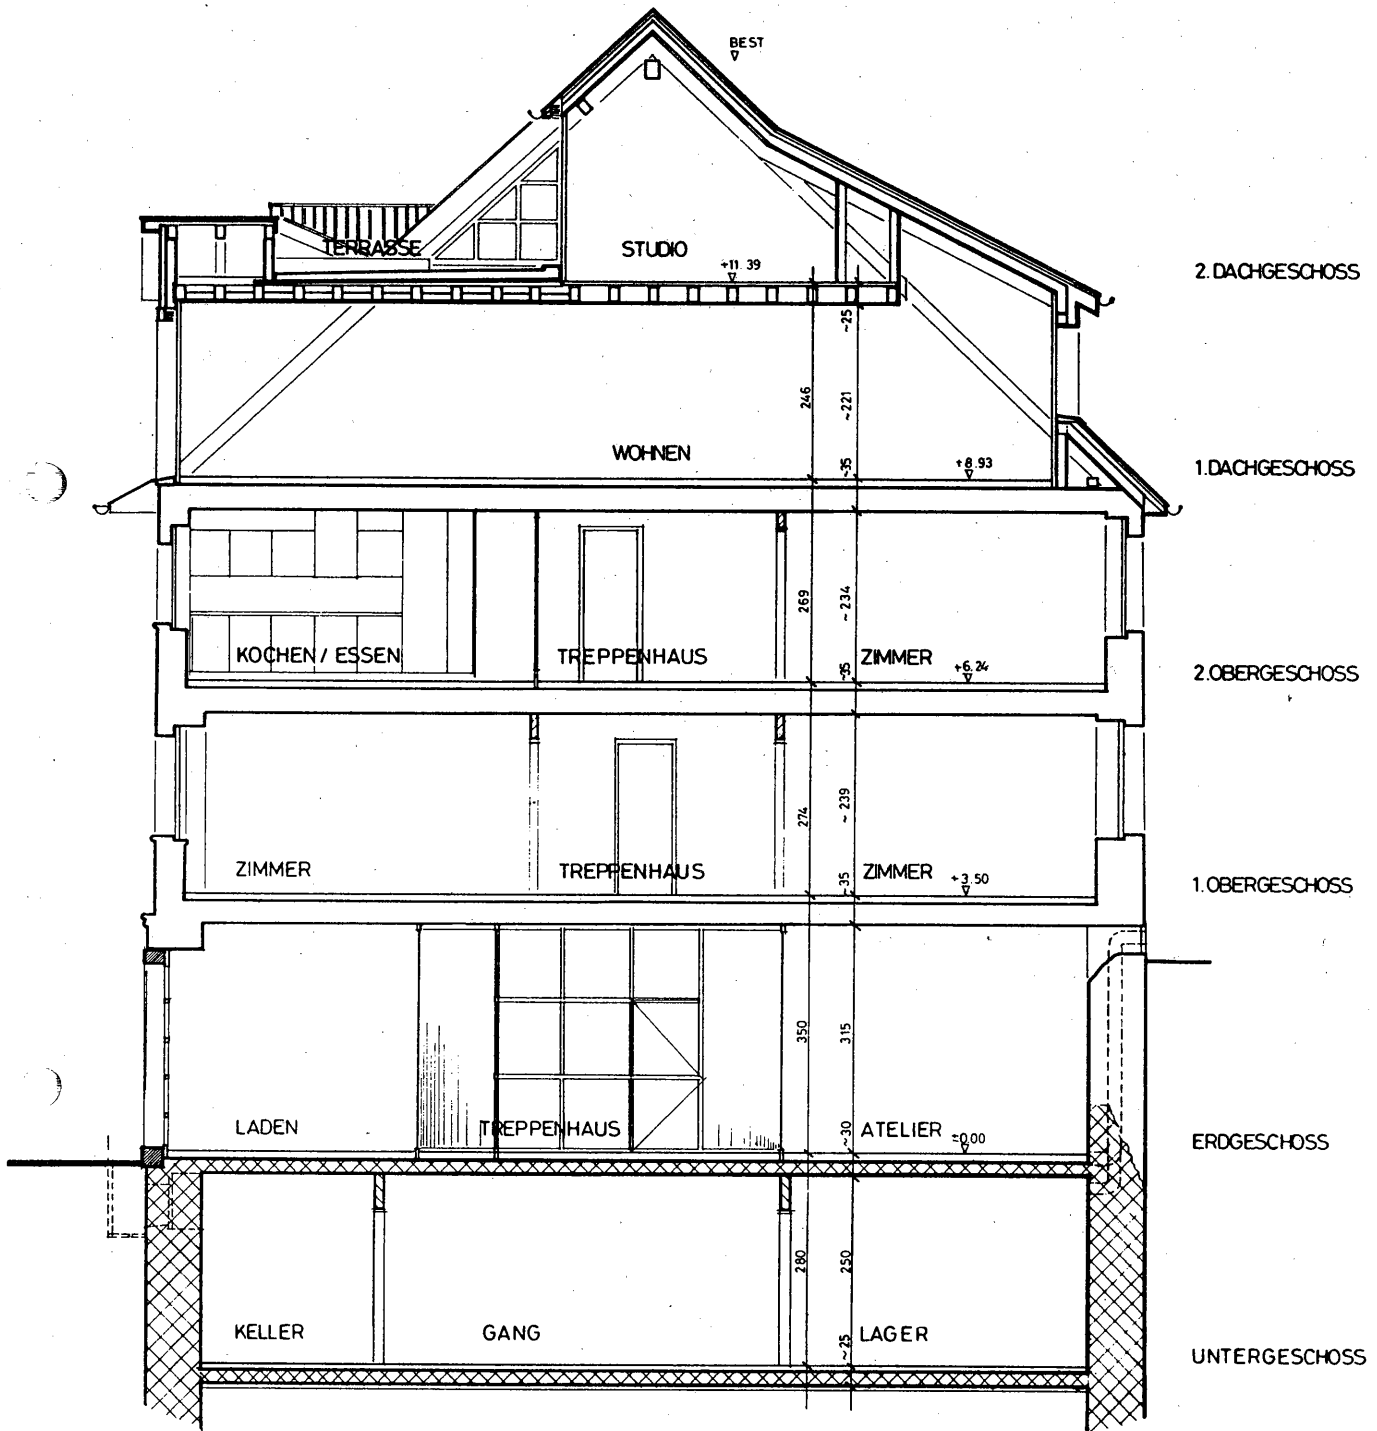 BEST
TERRASSE
STUDIO
+11.39
2.DACHGESCHOSS
~25
246
~221
WOHNEN
~35
+8.93
1.DACHGESCHOSS
269
~234
KOCHEN / ESSEN
TREPPENHAUS
~35
ZIMMER
+6.24
2.OBERGESCHOSS
274
~239
ZIMMER
TREPPENHAUS
~35
ZIMMER
+3.50
1.OBERGESCHOSS
350
315
LADEN
TREPPENHAUS
~30
ATELIER
±0.00
ERDGESCHOSS
280
250
KELLER
GANG
~25
LAGER
UNTERGESCHOSS